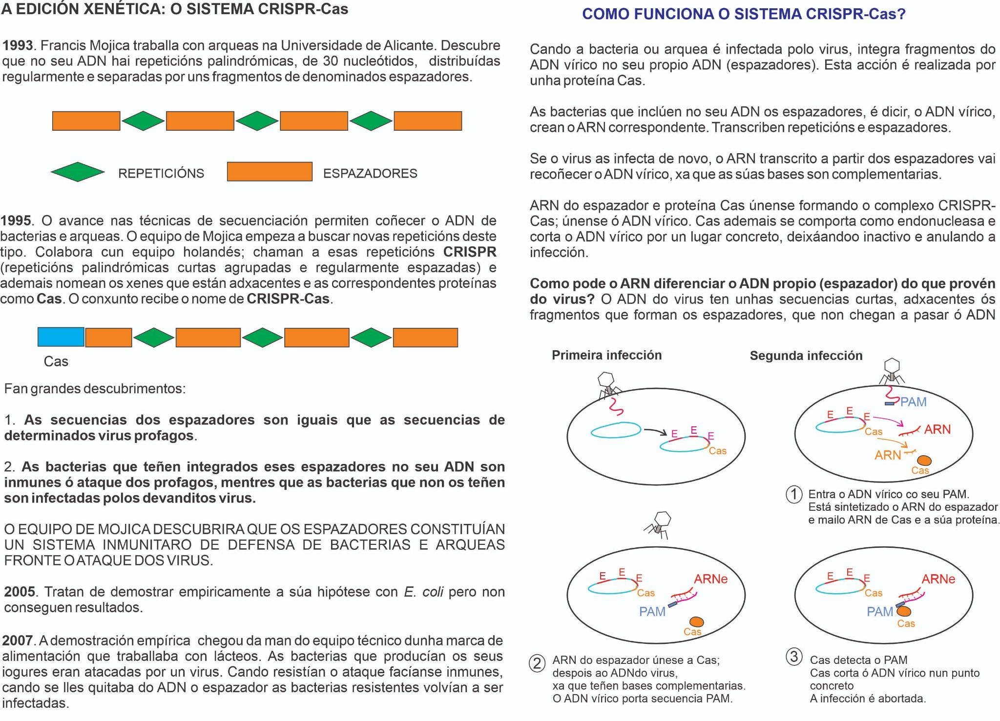 A EDICIÓN XENÉTICA: O SISTEMA CRISPR-Cas
1993. Francis Mojica traballa con arqueas na Universidade de Alicante. Descubre
que no seu ADN hai repeticións palindrómicas, de 30 nucleótidos, distribuídas
regularmente e separadas por uns fragmentos de denominados espazadores.
REPETICIÓNS
ESPAZADORES
1995. O avance nas técnicas de secuenciación permiten coñecer o ADN de
bacterias e arqueas. O equipo de Mojica empeza a buscar novas repeticións deste
tipo. Colabora cun equipo holandés; chaman a esas repeticións CRISPR
(repeticións palindrómicas curtas agrupadas e regularmente espazadas) e
ademais nomean os xenes que están adxacentes e as correspondentes proteínas
como Cas. O conxunto recibe o nome de CRISPR-Cas.
Cas
Fan grandes descubrimentos:
1. As secuencias dos espazadores son iguais que as secuencias de
determinados virus profagos.
2. As bacterias que teñen integrados eses espazadores no seu ADN son
inmunes ó ataque dos profagos, mentres que as bacterias que non os teñen
son infectadas polos devanditos virus.
O EQUIPO DE MOJICA DESCUBRIRA QUE OS ESPAZADORES CONSTITUÍAN
UN SISTEMA INMUNITARO DE DEFENSA DE BACTERIAS E ARQUEAS
FRONTE O ATAQUE DOS VIRUS.
2005. Tratan de demostrar empiricamente a súa hipótese con E. coli pero non
conseguen resultados.
2007. A demostración empírica chegou da man do equipo técnico dunha marca de
alimentación que traballaba con lácteos. As bacterias que producían os seus
iogures eran atacadas por un virus. Cando resistían o ataque facíanse inmunes,
cando se lles quitaba do ADN o espazador as bacterias resistentes volvían a ser
infectadas.
COMO FUNCIONA O SISTEMA CRISPR-Cas?
Cando a bacteria ou arquea é infectada polo virus, integra fragmentos do
ADN vírico no seu propio ADN (espazadores). Esta acción é realizada por
unha proteína Cas.
As bacterias que inclúen no seu ADN os espazadores, é dicir, o ADN vírico,
crean o ARN correspondente. Transcriben repeticións e espazadores.
Se o virus as infecta de novo, o ARN transcrito a partir dos espazadores vai
recoñecer o ADN vírico, xa que as súas bases son complementarias.
ARN do espazador e proteína Cas únense formando o complexo CRISPR-
Cas; únense ó ADN vírico. Cas ademais se comporta como endonucleasa e
corta o ADN vírico por un lugar concreto, deixáandoo inactivo e anulando a
infección.
Como pode o ARN diferenciar o ADN propio (espazador) do que provén
do virus? O ADN do virus ten unhas secuencias curtas, adxacentes ós
fragmentos que forman os espazadores, que non chegan a pasar ó ADN
Primeira infección
E E E
Cas
Segunda infección
PAM
E E E
Cas
ARN
ARN
Cas
1 Entra o ADN vírico co seu PAM.
Está sintetizado o ARN do espazador
e mailo ARN de Cas e a súa proteína.
E E E
Cas
ARNe
PAM
Cas
2 ARN do espazador únese a Cas;
despois ao ADNdo virus,
xa que teñen bases complementarias.
O ADN vírico porta secuencia PAM.
E E E
Cas
ARNe
PAM
Cas
3 Cas detecta o PAM
Cas corta ó ADN vírico nun punto
concreto
A infección é abortada.